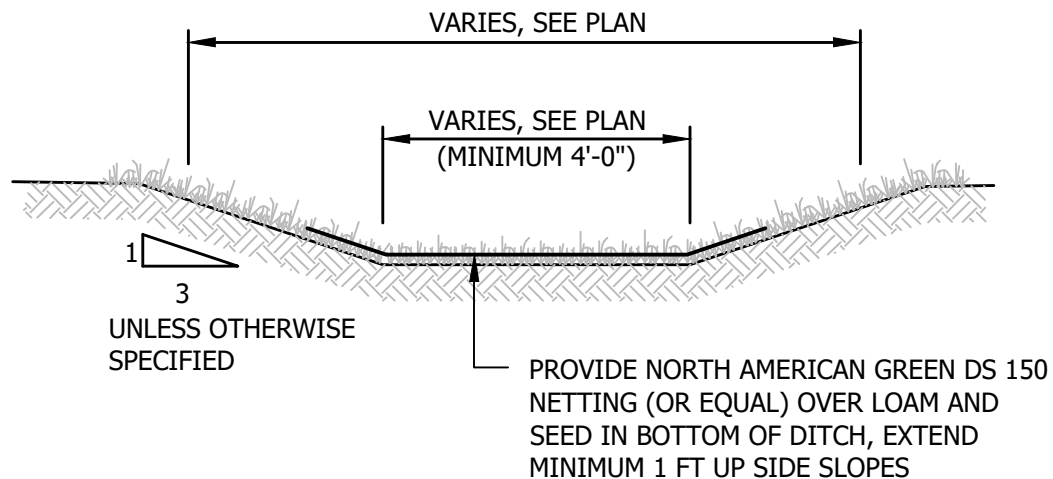 VARIES, SEE PLAN
VARIES, SEE PLAN
(MINIMUM 4'-0")
1
3
UNLESS OTHERWISE
SPECIFIED
PROVIDE NORTH AMERICAN GREEN DS 150
NETTING (OR EQUAL) OVER LOAM AND
SEED IN BOTTOM OF DITCH, EXTEND
MINIMUM 1 FT UP SIDE SLOPES